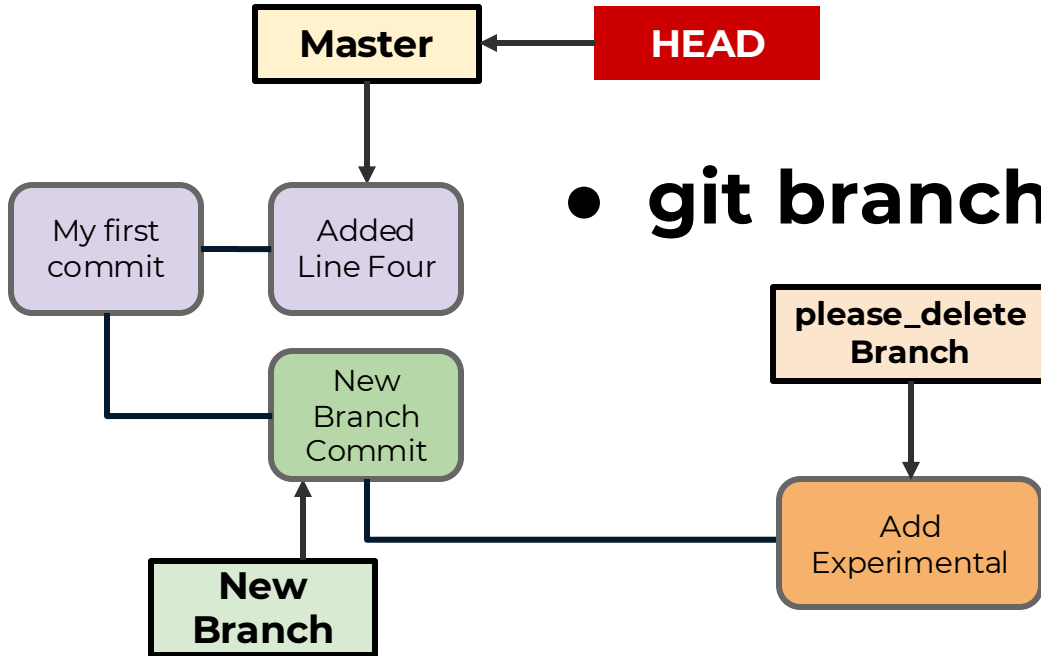 Master
HEAD
• git branch
My first
commit
Added
Line Four
please_delete
Branch
New
Branch
Commit
Add
Experimental
New
Branch